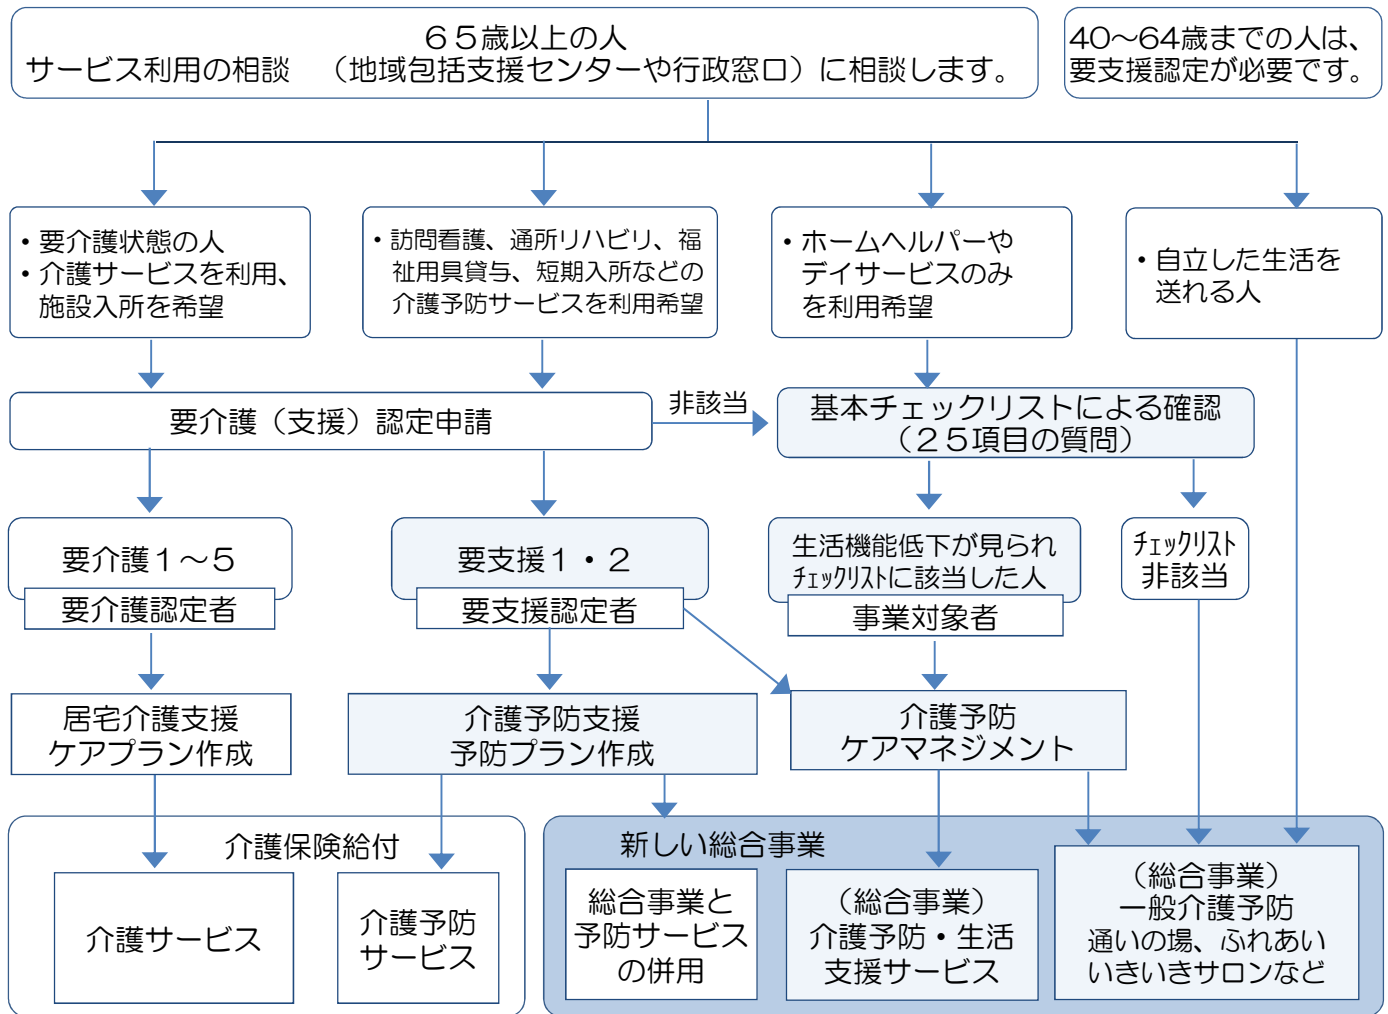 ６５歳以上の人
サービス利用の相談　（地域包括支援センターや行政窓口）に相談します。
40～64歳までの人は、
要支援認定が必要です。
・要介護状態の人
・介護サービスを利用、
施設入所を希望
・訪問看護、通所リハビリ、福
祉用具貸与、短期入所などの
介護予防サービスを利用希望
・ホームヘルパーや
デイサービスのみ
を利用希望
・自立した生活を
送れる人
要介護（支援）認定申請
非該当
基本チェックリストによる確認
（２５項目の質問）
要介護１～５
要介護認定者
要支援１・２
要支援認定者
生活機能低下が見られ
ﾁｪｯｸﾘｽﾄに該当した人
事業対象者
ﾁｪｯｸﾘｽﾄ
非該当
居宅介護支援
ケアプラン作成
介護予防支援
予防プラン作成
介護予防
ケアマネジメント
介護保険給付
介護サービス
介護予防
サービス
新しい総合事業
総合事業と
予防サービス
の併用
（総合事業）
介護予防・生活
支援サービス
（総合事業）
一般介護予防
通いの場、ふれあい
いきいきサロンなど